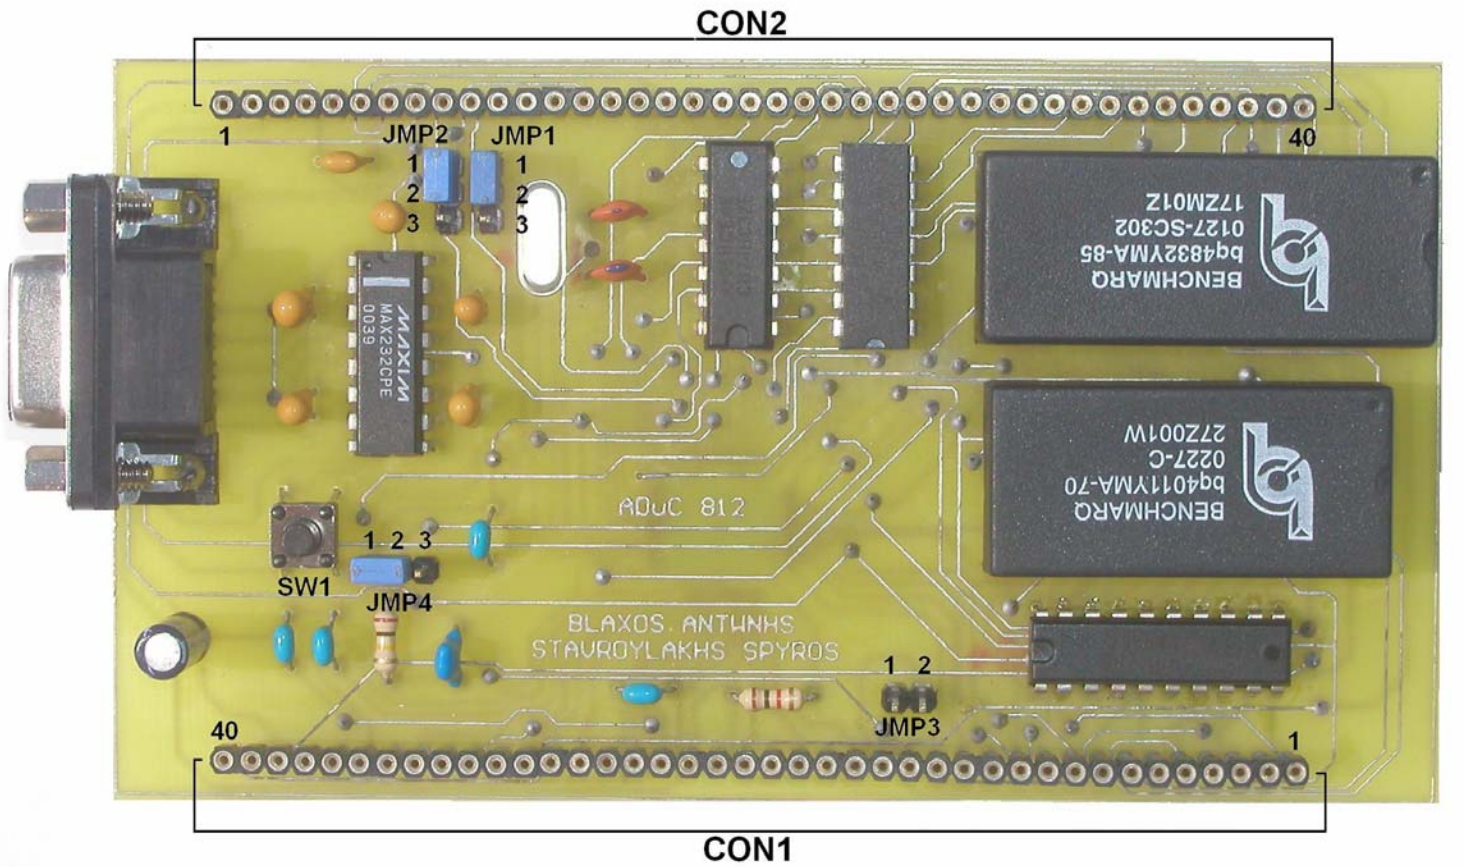 CON2
1
40
JMP2
JMP1
1
2
3
1
2
3
BENCHMARQ
bq4832YMA-85
0127-SC302
17ZM01Z
MAXIM
MAX232CPE
0039
BENCHMARQ
bq4011YMA-70
0227-C
27Z001W
ADuC 812
1 2 3
SW1
JMP4
BLAXOS ANTWNHS
STAVROYLAKHS SPYROS
1 2
JMP3
40
1
CON1